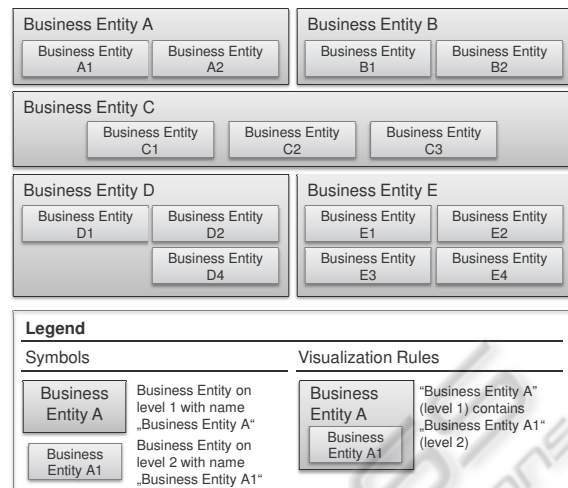 Business Entity A
Business Entity
A1
Business Entity
A2
Business Entity B
Business Entity
B1
Business Entity
B2
Business Entity C
Business Entity
C1
Business Entity
C2
Business Entity
C3
Business Entity D
Business Entity
D1
Business Entity
D2
Business Entity
D4
Business Entity E
Business Entity
E1
Business Entity
E2
Business Entity
E3
Business Entity
E4
Legend
Symbols
Business
Entity A
Business Entity on
level 1 with name
„Business Entity A“
Business
Entity A1
Business Entity on
level 2 with name
„Business Entity A1“
Visualization Rules
Business
Entity A
Business
Entity A1
“Business Entity A”
(level 1) contains
„Business Entity A1“
(level 2)